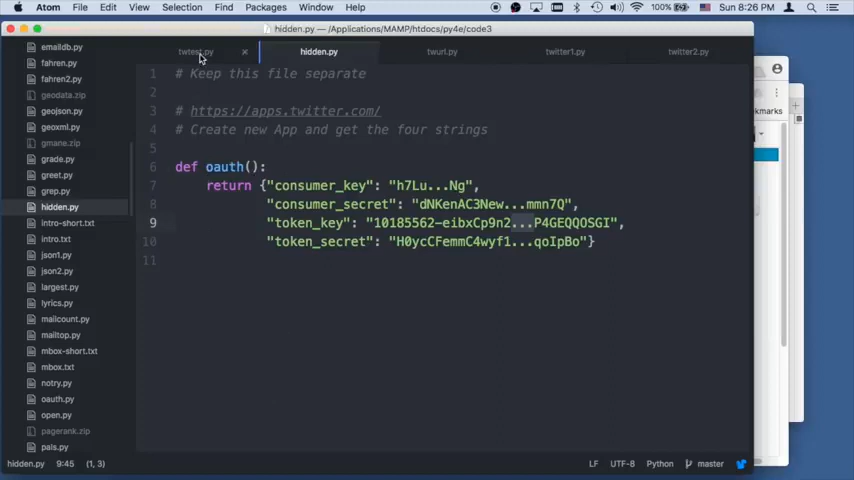 Atom File Edit View Selection Find Packages Window Help 100% Sun 8:26 PM
hidden.py — /Applications/MAMP/htdocs/py4e/code3
emaildb.py
fahren.py
fahren2.py
geodata.zip
geojson.py
geoxml.py
gmane.zip
grade.py
greet.py
grep.py
hidden.py
intro-short.txt
intro.txt
json1.py
json2.py
largest.py
lyrics.py
mailcount.py
mailtop.py
mbox-short.txt
mbox.txt
notry.py
oauth.py
open.py
pagerank.zip
pals.py
twtest.py hidden.py twurl.py twitter1.py twitter2.py
1 # Keep this file separate
2
3 # https://apps.twitter.com/
4 # Create new App and get the four strings
5
6 def oauth():
7 return {"consumer_key": "h7Lu...Ng",
8 "consumer_secret": "dNKenAC3New...mmn7Q",
9 "token_key": "10185562-eibxCp9n2...P4GEQQOSGI",
10 "token_secret": "H0ycCFemmC4wyf1...qoIpBo"}
11
hidden.py 9:45 (1, 3) LF UTF-8 Python master